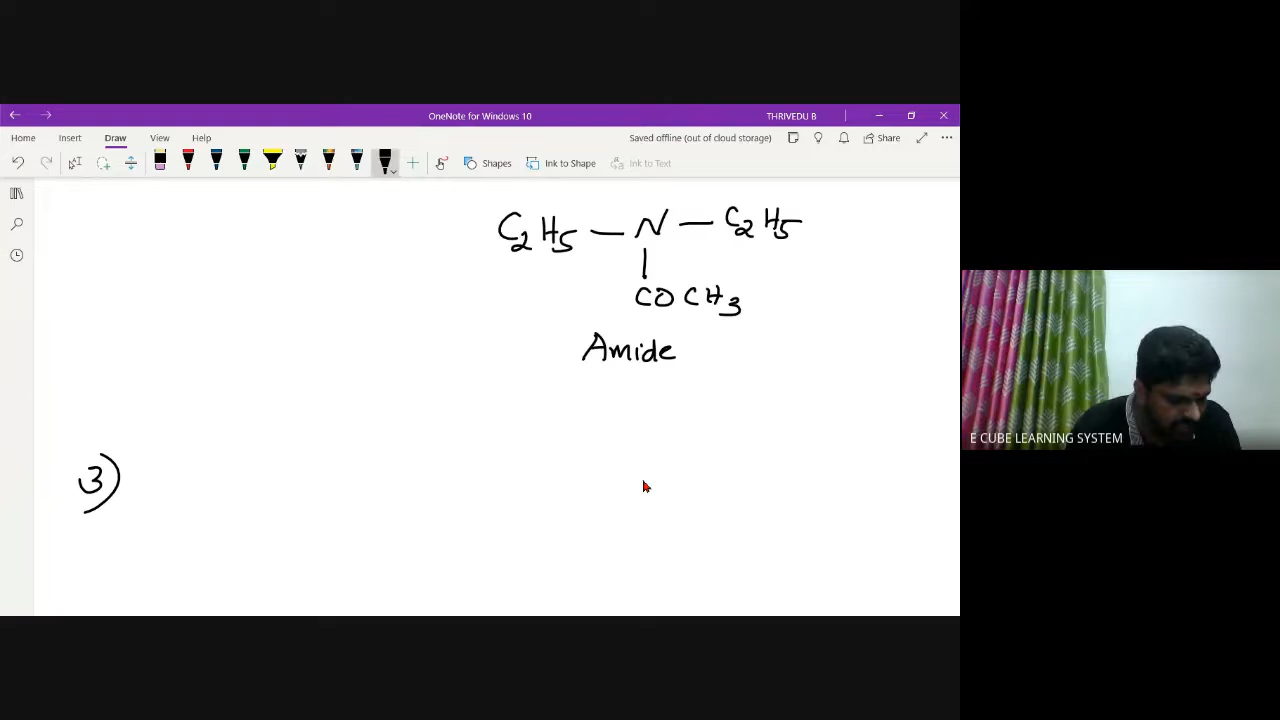 OneNote for Windows 10
THRIVEDU B
Home Insert Draw View Help
Saved offline (out of cloud storage)
Share
Shapes
Ink to Shape
Ink to Text
C2H5 — N — C2H5
|
COCH3
Amide
3)
E CUBE LEARNING SYSTEM